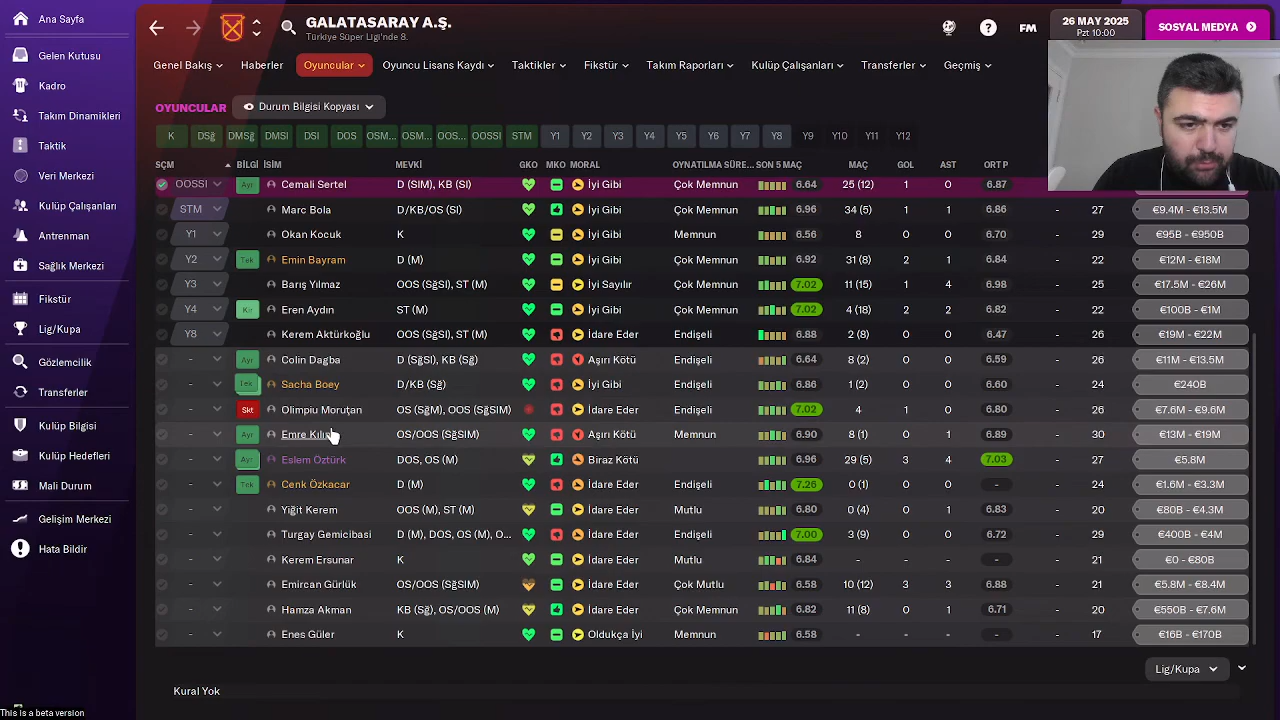 Ana Sayfa
Gelen Kutusu
Kadro
Takım Dinamikleri
Taktik
Veri Merkezi
Kulüp Çalışanları
Antrenman
Sağlık Merkezi
Fikstür
Lig/Kupa
Gözlemcilik
Transferler
Kulüp Bilgisi
Kulüp Hedefleri
Mali Durum
Gelişim Merkezi
Hata Bildir
This is a beta version
GALATASARAY A.Ş.
Türkiye Süper Ligi'nde 8.
FM
26 MAY 2025
Pzt 10:00
SOSYAL MEDYA
Genel Bakış Haberler Oyuncular Oyuncu Lisans Kaydı Taktikler Fikstür Takım Raporları Kulüp Çalışanları Transferler Geçmiş
OYUNCULAR Durum Bilgisi Kopyası
K DSğ DMSğ DMSI DSI DOS OSM... OSM... OOS... OOSSI STM Y1 Y2 Y3 Y4 Y5 Y6 Y7 Y8 Y9 Y10 Y11 Y12
SÇM BİLGİ İSİM MEVKİ GKO MKO MORAL OYNATILMA SÜRE... SON 5 MAÇ MAÇ GOL AST ORT P
OOSSI Ayr Cemali Sertel D (SIM), KB (SI) İyi Gibi Çok Memnun 6.64 25 (12) 1 0 6.87
STM Marc Bola D/KB/OS (SI) İyi Gibi Çok Memnun 6.96 34 (5) 1 1 6.86 - 27 €9.4M - €13.5M
Y1 Okan Kocuk K İyi Gibi Memnun 6.56 8 0 0 6.70 - 29 €95B - €950B
Y2 Tek Emin Bayram D (M) İyi Gibi Çok Memnun 6.92 31 (8) 2 1 6.84 - 22 €12M - €18M
Y3 Barış Yılmaz OOS (SğSI), ST (M) İyi Sayılır Çok Memnun 7.02 11 (15) 1 4 6.98 - 25 €17.5M - €26M
Y4 Kir Eren Aydın ST (M) İyi Gibi Çok Memnun 7.02 4 (18) 2 2 6.82 - 22 €100B - €1M
Y8 Kerem Aktürkoğlu OOS (SğSI), ST (M) İdare Eder Endişeli 6.88 2 (8) 0 0 6.47 - 26 €19M - €22M
- Ayr Colin Dagba D (SğSI), KB (Sğ) Aşırı Kötü Endişeli 6.64 8 (2) 0 0 6.59 - 26 €11M - €13.5M
- Tek Sacha Boey D/KB (Sğ) İyi Gibi Endişeli 6.86 1 (2) 0 0 6.60 - 24 €240B
- Skt Olimpiu Moruţan OS (SğM), OOS (SğSIM) İdare Eder Endişeli 7.02 4 1 0 6.80 - 26 €7.6M - €9.6M
- Ayr Emre Kılı OS/OOS (SğSIM) Aşırı Kötü Memnun 6.90 8 (1) 0 1 6.89 - 30 €13M - €19M
- Ayr Eslem Öztürk DOS, OS (M) Biraz Kötü Endişeli 6.96 29 (5) 3 4 7.03 - 27 €5.8M
- Tek Cenk Özkacar D (M) İdare Eder Endişeli 7.26 0 (1) 0 0 - - 24 €1.6M - €3.3M
- Yiğit Kerem OOS (M), ST (M) İdare Eder Mutlu 6.80 0 (4) 0 1 6.83 - 20 €80B - €4.3M
- Turgay Gemicibasi D (M), DOS, OS (M), O... İdare Eder Endişeli 7.00 3 (9) 0 0 6.72 - 29 €400B - €4M
- Kerem Ersunar K İdare Eder Mutlu 6.84 - - - - - 21 €0 - €80B
- Emircan Gürlük OS/OOS (SğSIM) İdare Eder Çok Mutlu 6.58 10 (12) 3 3 6.88 - 21 €5.8M - €8.4M
- Hamza Akman KB (Sğ), OS/OOS (M) İdare Eder Çok Memnun 6.82 11 (8) 0 1 6.71 - 20 €550B - €7.6M
- Enes Güler K Oldukça İyi Memnun 6.58 - - - - - 17 €16B - €170B
Lig/Kupa
Kural Yok